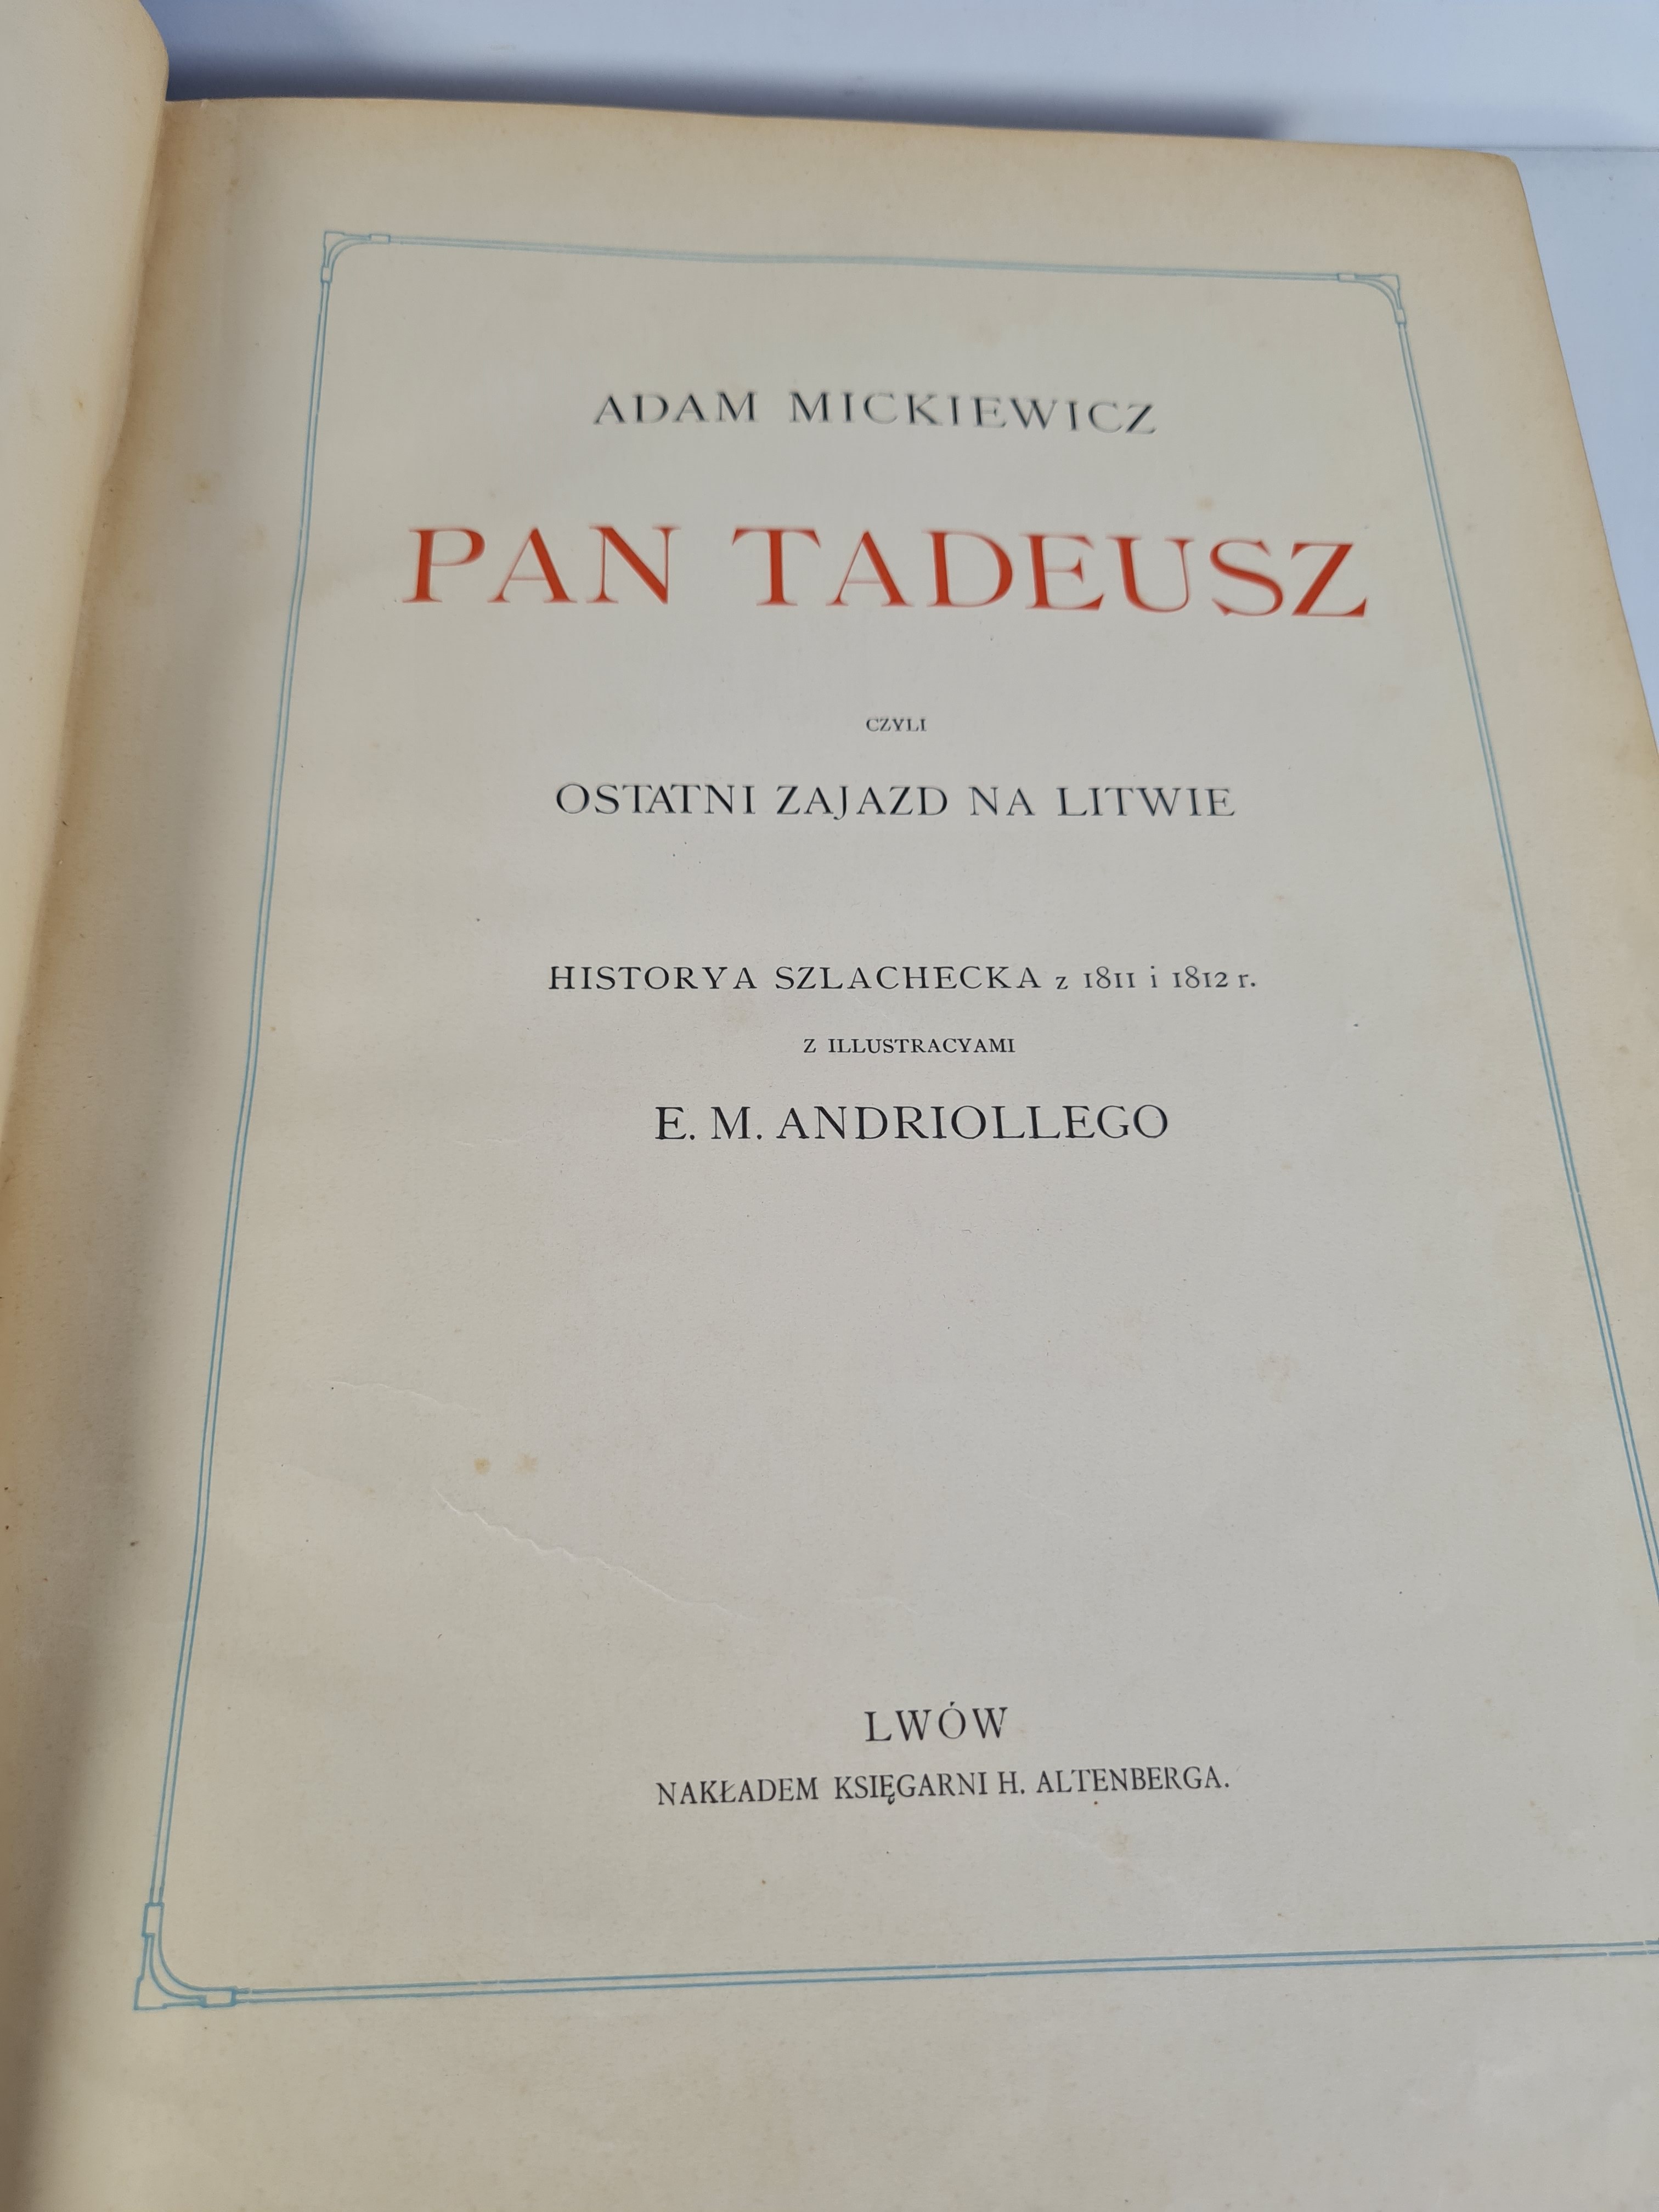 ADAM MICKIEWICZ
PAN TADEUSZ
CZYLI
OSTATNI ZAJAZD NA LITWIE
HISTORYA SZLACHECKA z 1811 i 1812 r.
Z ILLUSTRACYAMI
E. M. ANDRIOLLEGO
LWÓW
NAKŁADEM KSIĘGARNI H. ALTENBERGA.